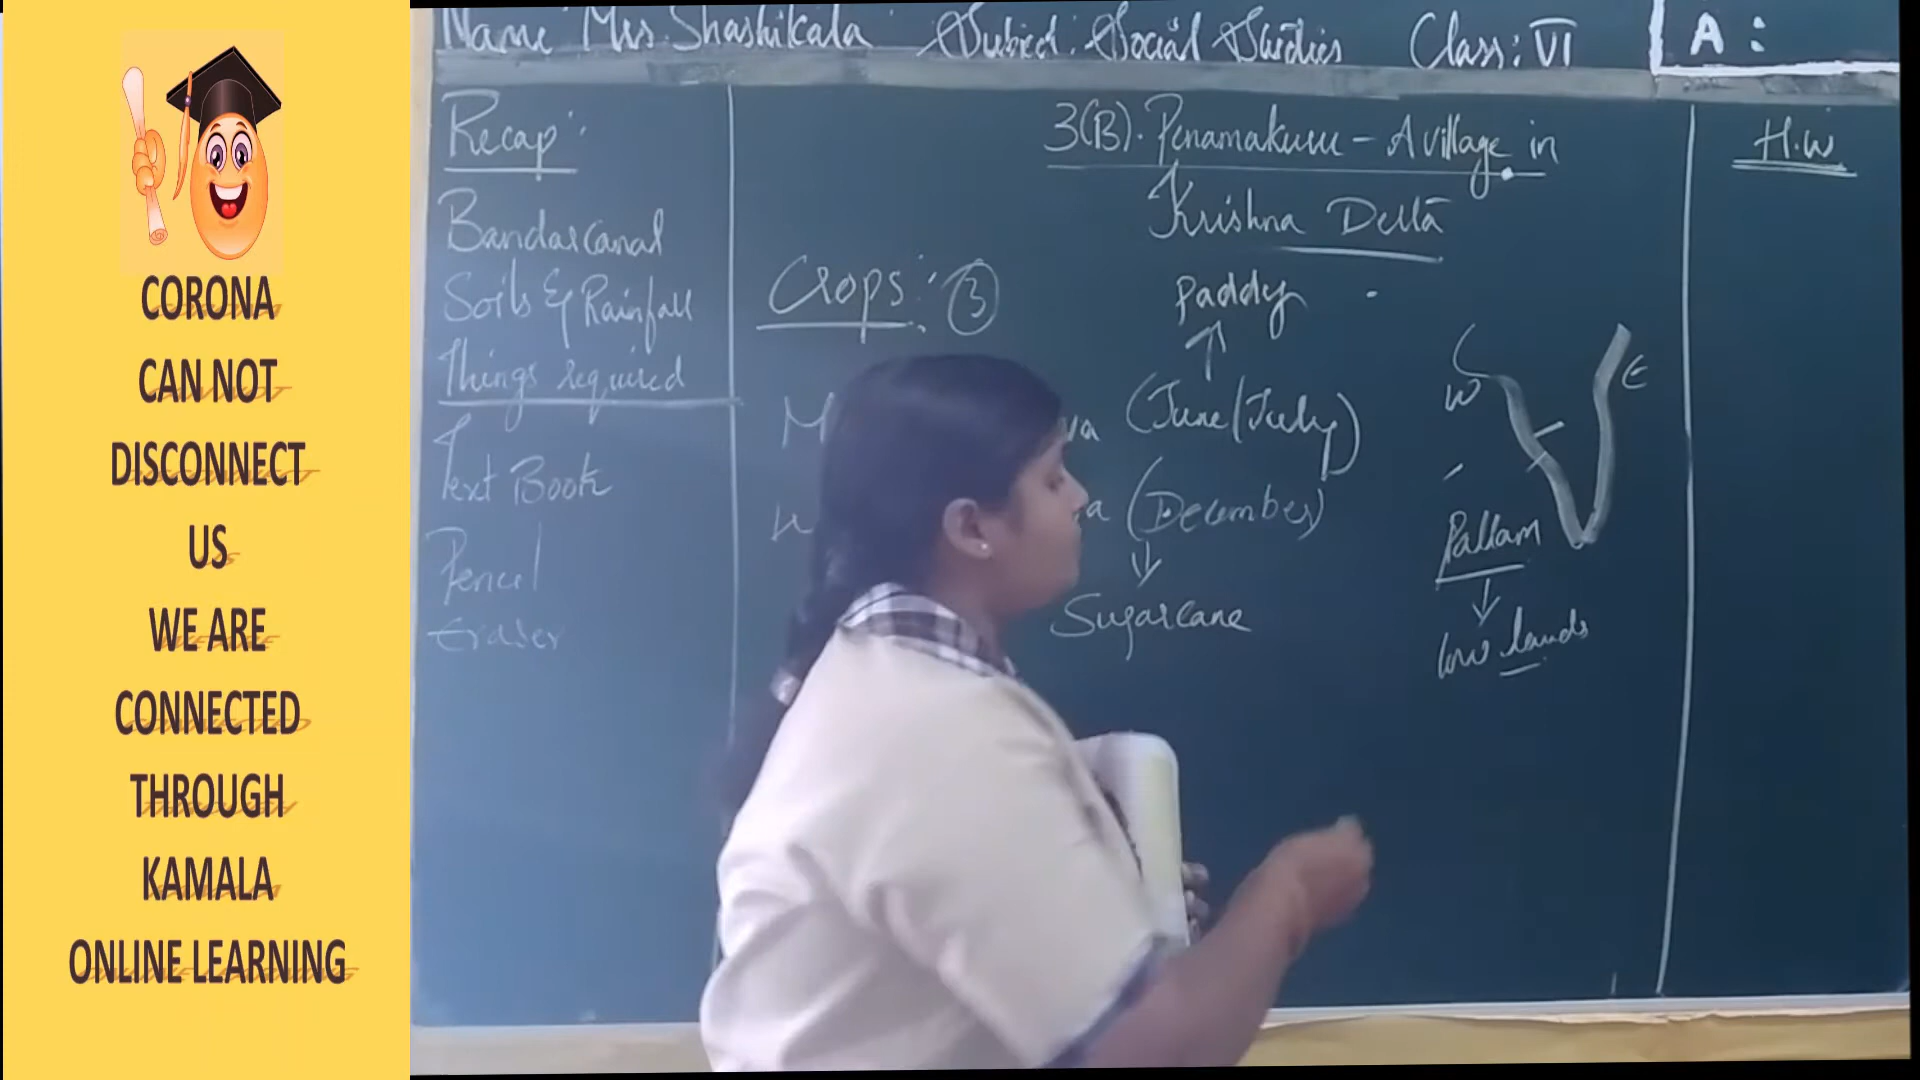 CORONA
CAN NOT
DISCONNECT
US
WE ARE
CONNECTED
THROUGH
KAMALA
ONLINE LEARNING
Name Mrs. Shashikala Subject: Social Studies Class: VI A :
Recap:
Bandar canal
Soils & Rainfall
Things required
Text Book
Pencil
Eraser
3(B). Penamakuru - A village in
Krishna Delta
Crops: 3
Paddy
(June/July)
(December)
Sugarcane
W
E
Pallam
low lands
H.W